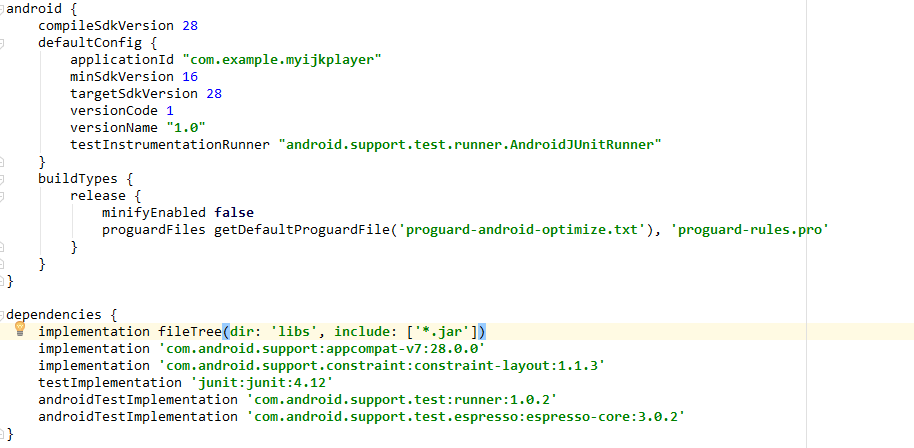 android {
    compileSdkVersion 28
    defaultConfig {
        applicationId "com.example.myijkplayer"
        minSdkVersion 16
        targetSdkVersion 28
        versionCode 1
        versionName "1.0"
        testInstrumentationRunner "android.support.test.runner.AndroidJUnitRunner"
    }
    buildTypes {
        release {
            minifyEnabled false
            proguardFiles getDefaultProguardFile('proguard-android-optimize.txt'), 'proguard-rules.pro'
        }
    }
}
dependencies {
    implementation fileTree(dir: 'libs', include: ['*.jar'])
    implementation 'com.android.support:appcompat-v7:28.0.0'
    implementation 'com.android.support.constraint:constraint-layout:1.1.3'
    testImplementation 'junit:junit:4.12'
    androidTestImplementation 'com.android.support.test:runner:1.0.2'
    androidTestImplementation 'com.android.support.test.espresso:espresso-core:3.0.2'
}